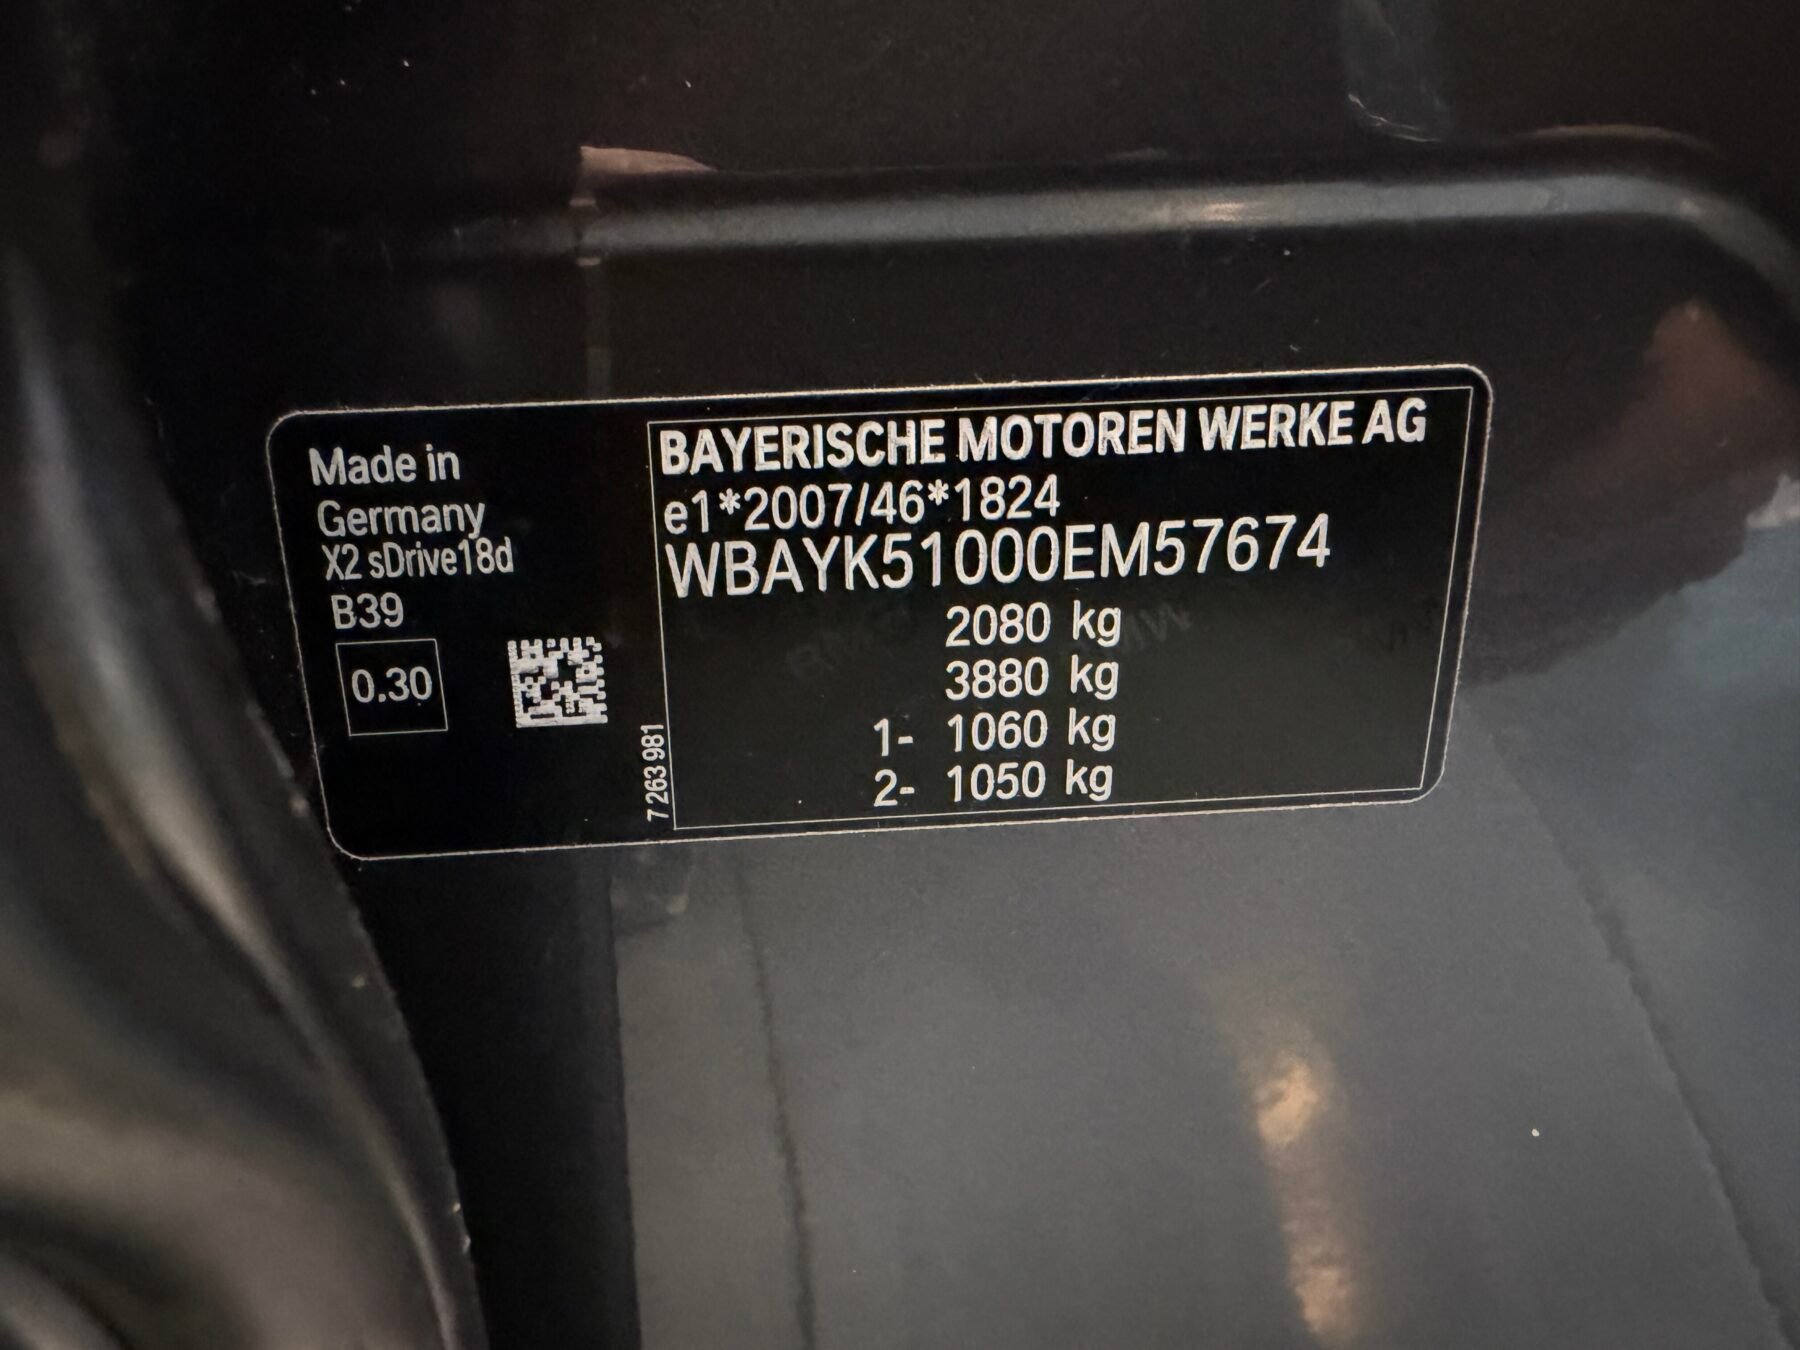 Made in
Germany
X2 sDrive18d
B39
0.30
7 263 981
BAYERISCHE MOTOREN WERKE AG
e1*2007/46*1824
WBAYK51000EM57674
2080 kg
3880 kg
1- 1060 kg
2- 1050 kg